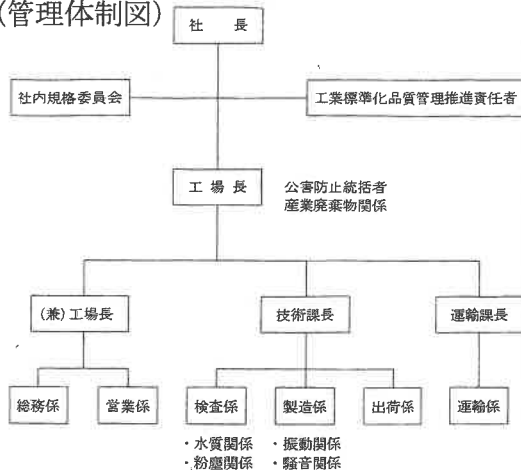 (管理体制図)
社 長
社内規格委員会
工業標準化品質管理推進責任者
工 場 長
公害防止統括者
産業廃棄物関係
(兼)工場長
技術課長
運輸課長
総務係
営業係
検査係
製造係
出荷係
運輸係
・水質関係
・振動関係
・粉塵関係
・騒音関係